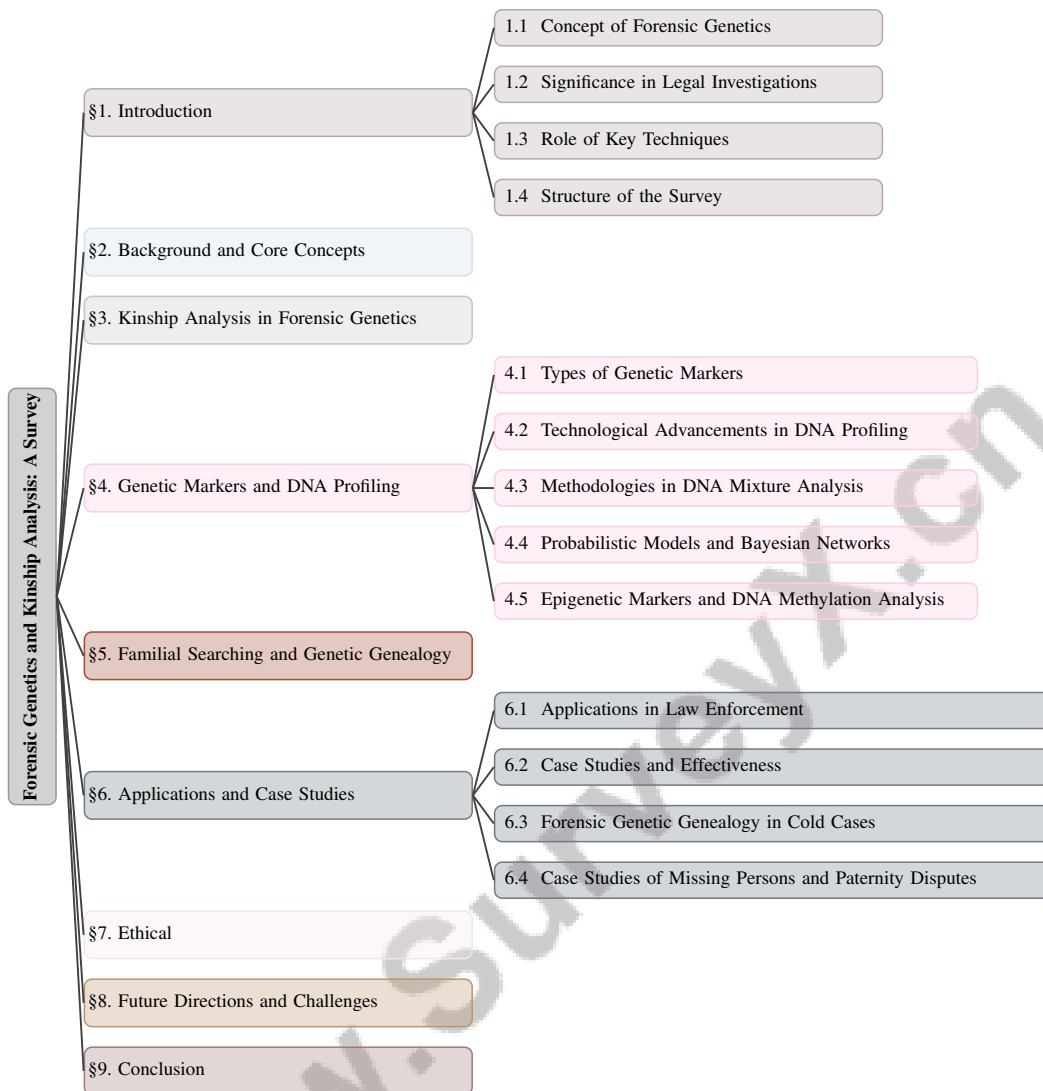 Forensic Genetics and Kinship Analysis: A Survey
§1. Introduction
1.1 Concept of Forensic Genetics
1.2 Significance in Legal Investigations
1.3 Role of Key Techniques
1.4 Structure of the Survey
§2. Background and Core Concepts
§3. Kinship Analysis in Forensic Genetics
§4. Genetic Markers and DNA Profiling
4.1 Types of Genetic Markers
4.2 Technological Advancements in DNA Profiling
4.3 Methodologies in DNA Mixture Analysis
4.4 Probabilistic Models and Bayesian Networks
4.5 Epigenetic Markers and DNA Methylation Analysis
§5. Familial Searching and Genetic Genealogy
§6. Applications and Case Studies
6.1 Applications in Law Enforcement
6.2 Case Studies and Effectiveness
6.3 Forensic Genetic Genealogy in Cold Cases
6.4 Case Studies of Missing Persons and Paternity Disputes
§7. Ethical
§8. Future Directions and Challenges
§9. Conclusion
w.SurveyX.cn